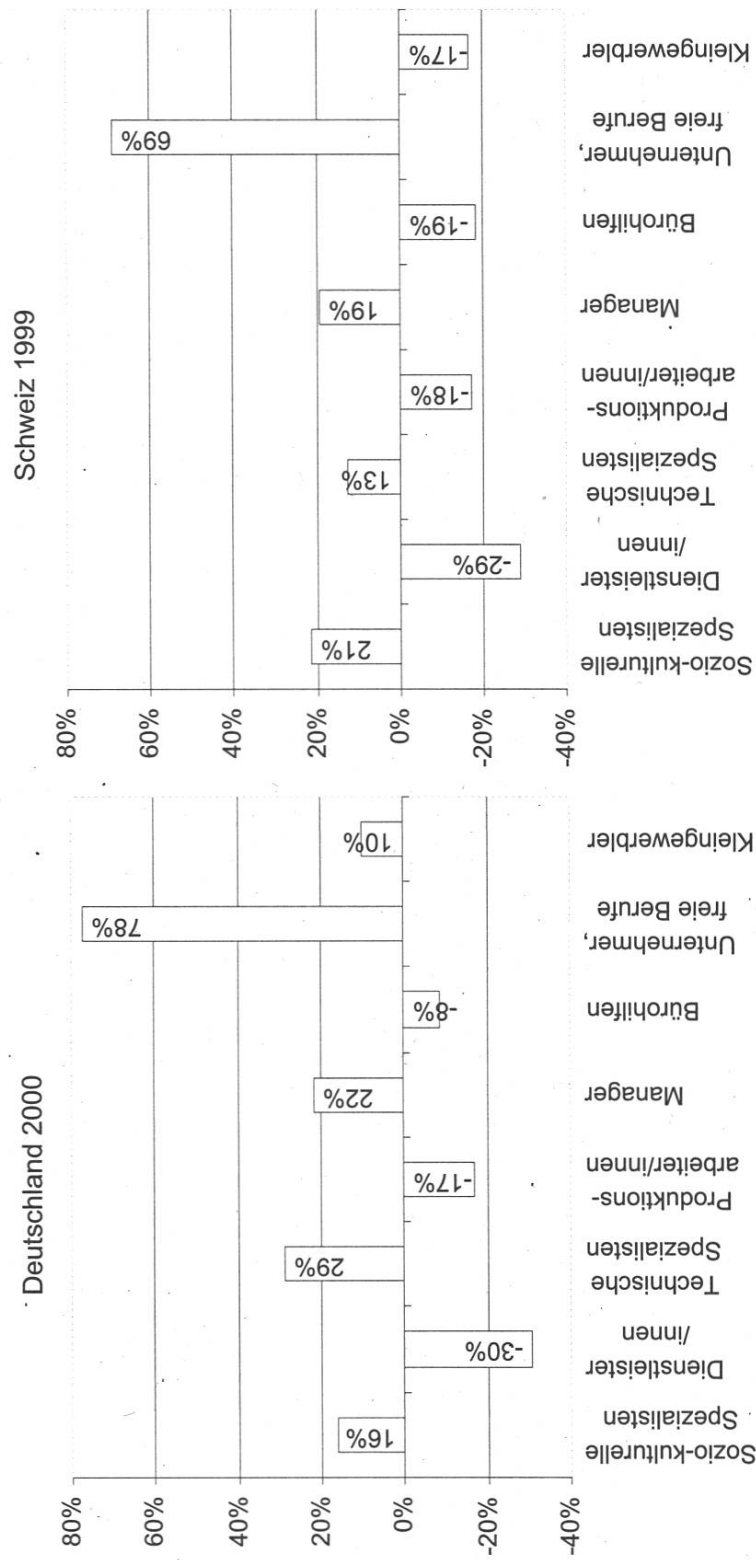 Deutschland 2000
80%
60%
40%
20%
0%
-20%
-40%
16%
-30%
29%
-17%
22%
-8%
78%
10%
Sozio-kulturelle
Spezialisten
Dienstleister
/innen
Technische
Spezialisten
Produktions-
arbeiter/innen
Manager
Bürohilfen
Unternehmer,
freie Berufe
Kleingewerbler
Schweiz 1999
80%
60%
40%
20%
0%
-20%
-40%
21%
-29%
13%
-18%
19%
-19%
69%
-17%
Sozio-kulturelle
Spezialisten
Dienstleister
/innen
Technische
Spezialisten
Produktions-
arbeiter/innen
Manager
Bürohilfen
Unternehmer,
freie Berufe
Kleingewerbler